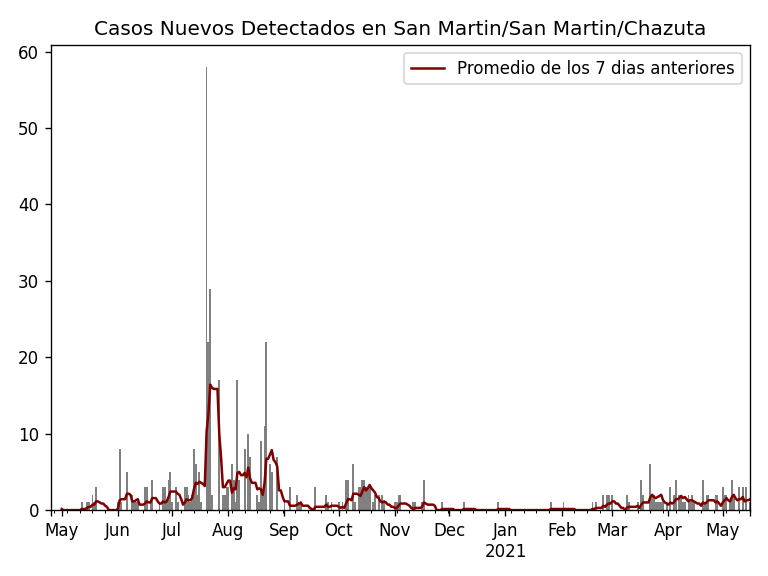 Casos Nuevos Detectados en San Martin/San Martin/Chazuta
Promedio de los 7 dias anteriores
60
50
40
30
20
10
0
May Jun Jul Aug Sep Oct Nov Dec Jan Feb Mar Apr May
2021